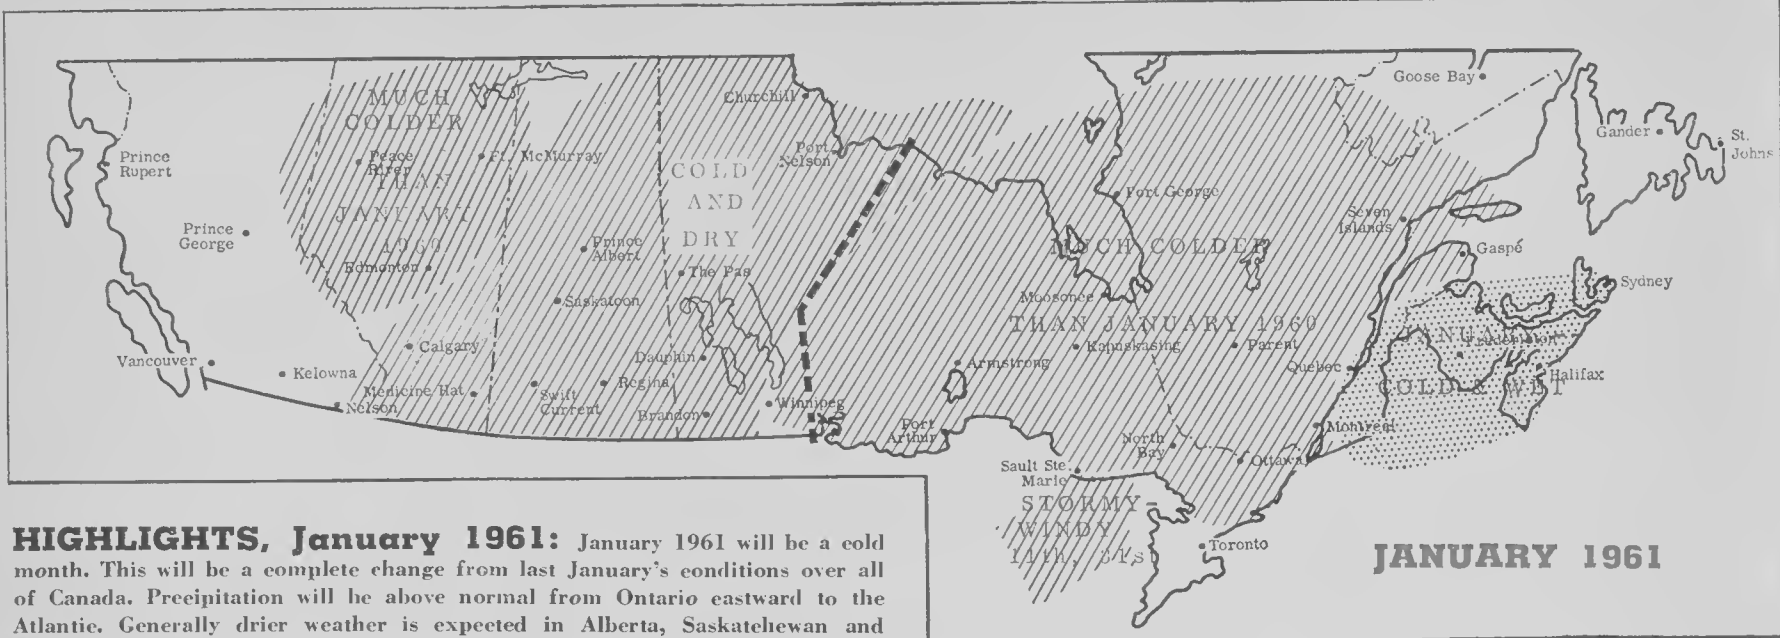 Goose Bay
Churchill
MUCH
COLDER
Gander
St.
Johns
Prince
Rupert
Peace
River
Ft. McMurray
Port
Nelson
THAN
COLD
AND
DRY
Fort George
JANUARY
1960
Seven
Islands
Prince
George
Prince
Albert
MUCH COLDER
Gaspé
Edmonton
The Pas
Sydney
Moosonee
Saskatoon
THAN JANUARY 1960
JANUARY—
Fredericton
Calgary
Kapuskasing
Parent
Vancouver
Dauphin
Armstrong
Quebec
Kelowna
Halifax
COLD & WET
Medicine Hat
Swift
Current
Regina
Nelson
Winnipeg
Brandon
Port
Arthur
Montreal
North
Bay
Ottawa
Sault Ste.
Marie
STORMY-
WINDY
11th, 31st
Toronto
JANUARY 1961
HIGHLIGHTS, January 1961: January 1961 will be a cold
month. This will be a complete change from last January's conditions over all
of Canada. Precipitation will be above normal from Ontario eastward to the
Atlantic. Generally drier weather is expected in Alberta, Saskatchewan and